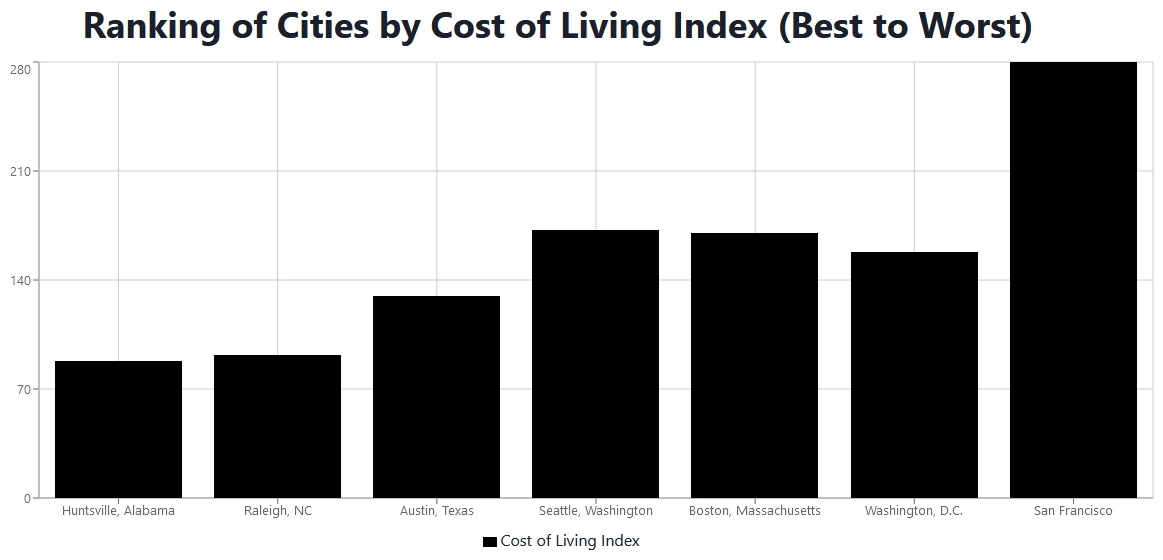 Ranking of Cities by Cost of Living Index (Best to Worst)
280
210
140
70
0
Huntsville, Alabama
Raleigh, NC
Austin, Texas
Seattle, Washington
Boston, Massachusetts
Washington, D.C.
San Francisco
Cost of Living Index